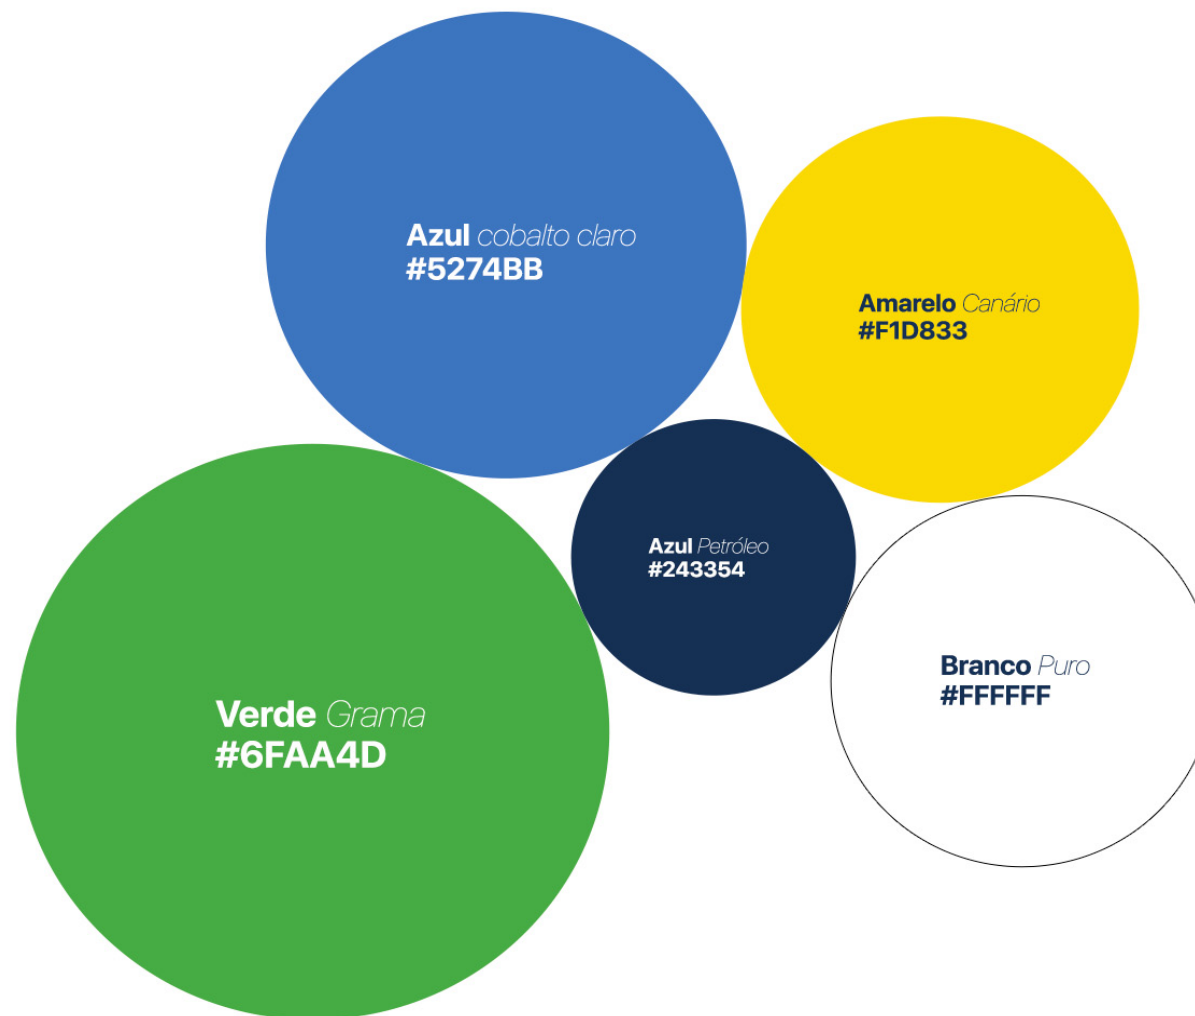 Azul cobalto claro
#5274BB
Amarelo Canário
#F1D833
Azul Petróleo
#243354
Branco Puro
#FFFFFF
Verde Grama
#6FAA4D